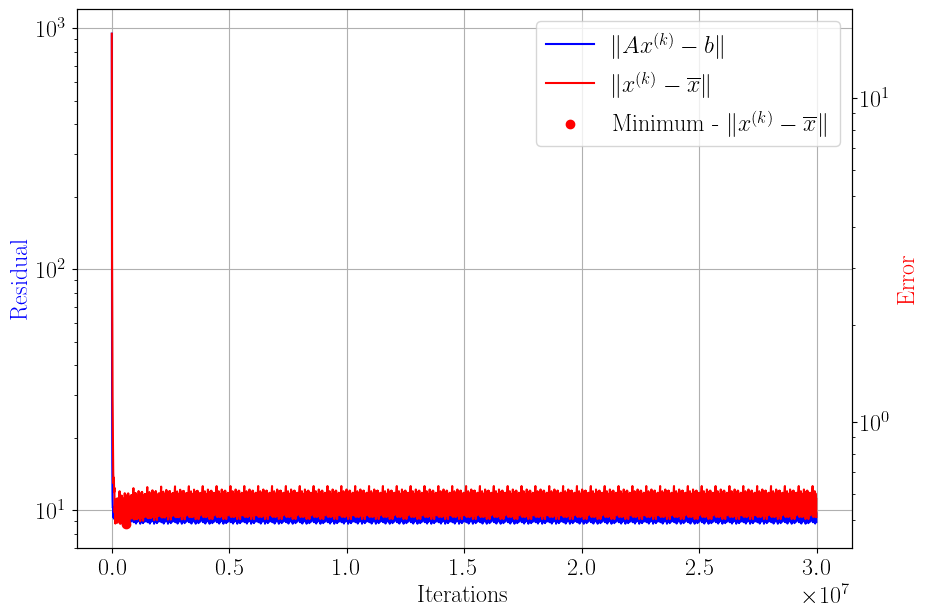 10³
10²
10¹
Residual
‖Ax⁽ᵏ⁾ − b‖
‖x⁽ᵏ⁾ − x̅‖
Minimum - ‖x⁽ᵏ⁾ − x̅‖
10¹
10⁰
Error
0.0 0.5 1.0 1.5 2.0 2.5 3.0
Iterations
×10⁷